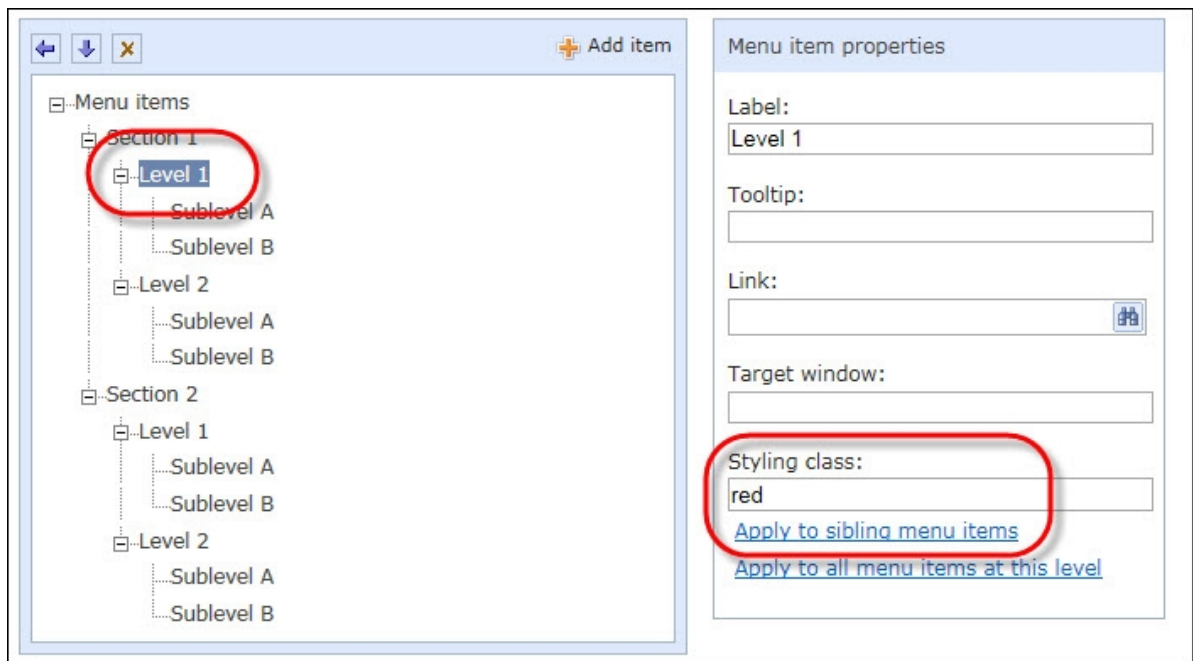 Add item
Menu items
Section 1
Level 1
Sublevel A
Sublevel B
Level 2
Sublevel A
Sublevel B
Section 2
Level 1
Sublevel A
Sublevel B
Level 2
Sublevel A
Sublevel B
Menu item properties
Label:
Level 1
Tooltip:
Link:
Target window:
Styling class:
red
Apply to sibling menu items
Apply to all menu items at this level